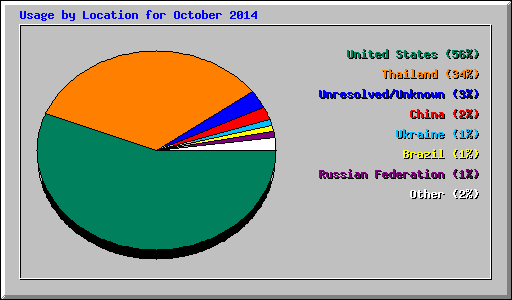 Usage by Location for October 2014
United States (56%)
Thailand (34%)
Unresolved/Unknown (3%)
China (2%)
Ukraine (1%)
Brazil (1%)
Russian Federation (1%)
Other (2%)